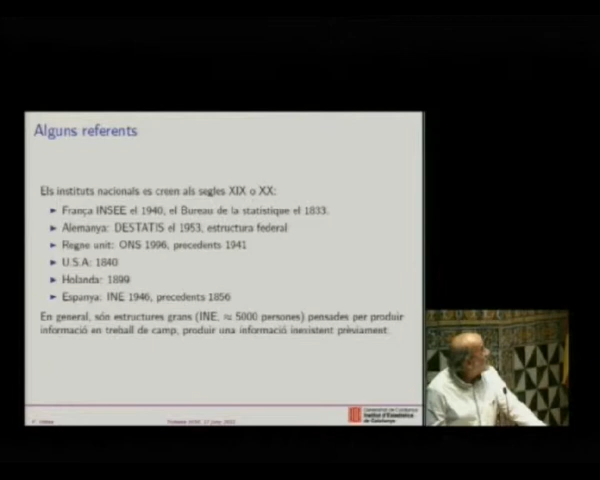 Alguns referents
Els instituts nacionals es creen als segles XIX o XX:
► França INSEE el 1940, el Bureau de la statistique el 1833.
► Alemanya: DESTATIS el 1953, estructura federal
► Regne unit: ONS 1996, precedents 1941
► U.S.A: 1840
► Holanda: 1899
► Espanya: INE 1946, precedents 1856
En general, són estructures grans (INE, ≈ 5000 persones) pensades per produir
informació en treball de camp, produir una informació inexistent prèviament.
Generalitat de Catalunya
Institut d'Estadística
de Catalunya